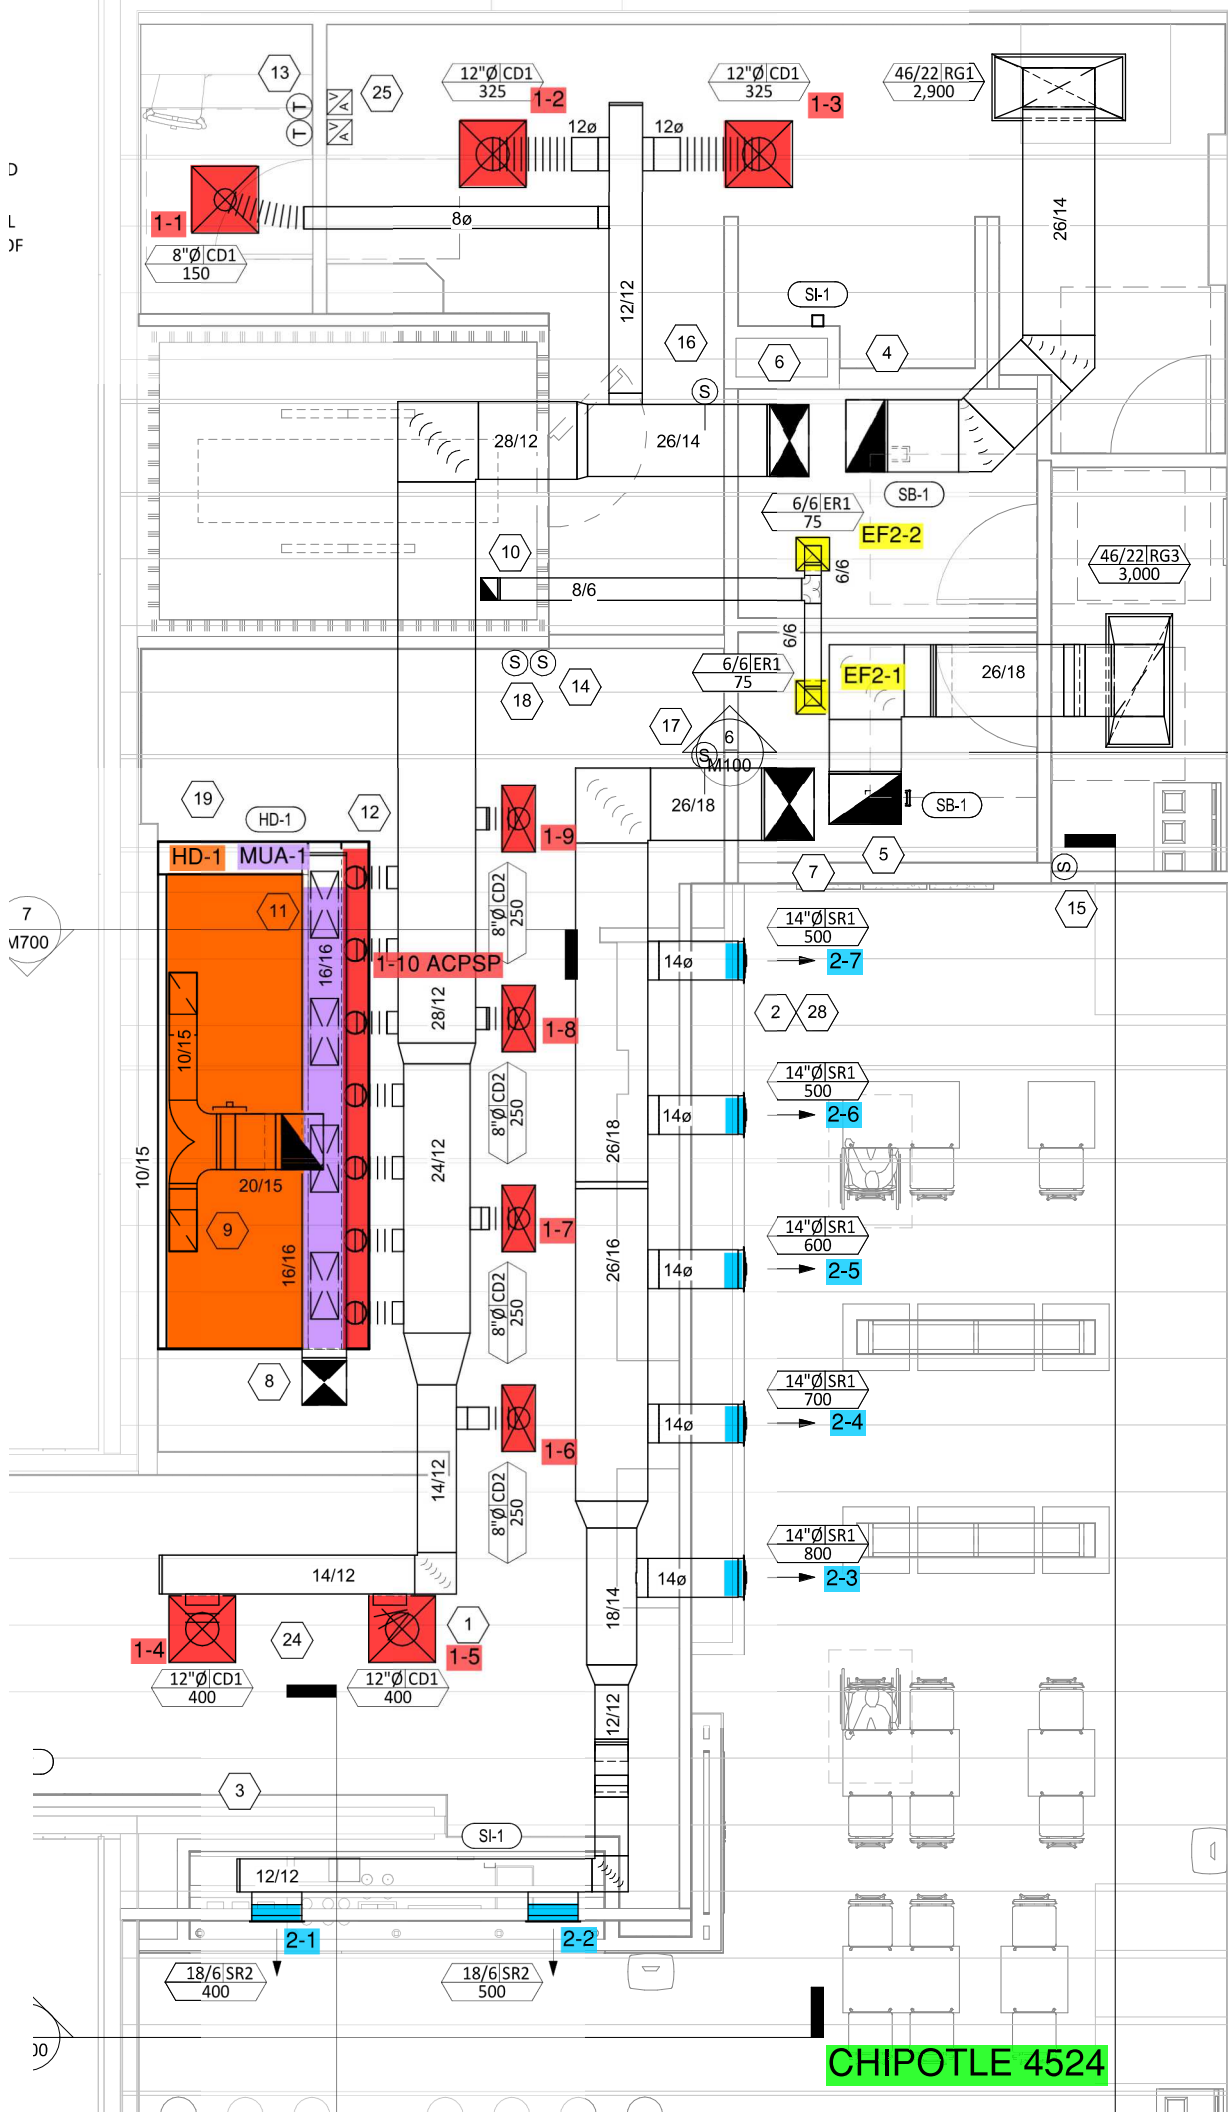 13
25
12"Ø CD1
325
1-2
12"Ø CD1
325
1-3
46/22 RG1
2,900
T
T
V
A
V
A
12ø
12ø
D
L
OF
1-1
8ø
26/14
8"Ø CD1
150
12/12
SI-1
16
6
4
S
28/12
26/14
SB-1
6/6 ER1
75
EF2-2
10
6/6
46/22 RG3
3,000
8/6
6/6
S
S
6/6 ER1
75
EF2-1
26/18
18
14
17
6
S
M100
19
HD-1
12
26/18
SB-1
1-9
HD-1
MUA-1
7
5
S
11
8"Ø CD2
250
15
7
M700
14"Ø SR1
500
16/16
1-10 ACPSP
14ø
2-7
28/12
1-8
2
28
10/15
8"Ø CD2
250
14"Ø SR1
500
14ø
2-6
10/15
20/15
24/12
26/18
9
1-7
14"Ø SR1
600
16/16
26/16
14ø
2-5
8"Ø CD2
250
8
14"Ø SR1
700
14ø
2-4
1-6
14/12
8"Ø CD2
250
14"Ø SR1
800
14/12
14ø
2-3
18/14
1-4
24
1
1-5
12"Ø CD1
400
12"Ø CD1
400
12/12
3
SI-1
12/12
2-1
2-2
18/6 SR2
400
18/6 SR2
500
00
CHIPOTLE 4524